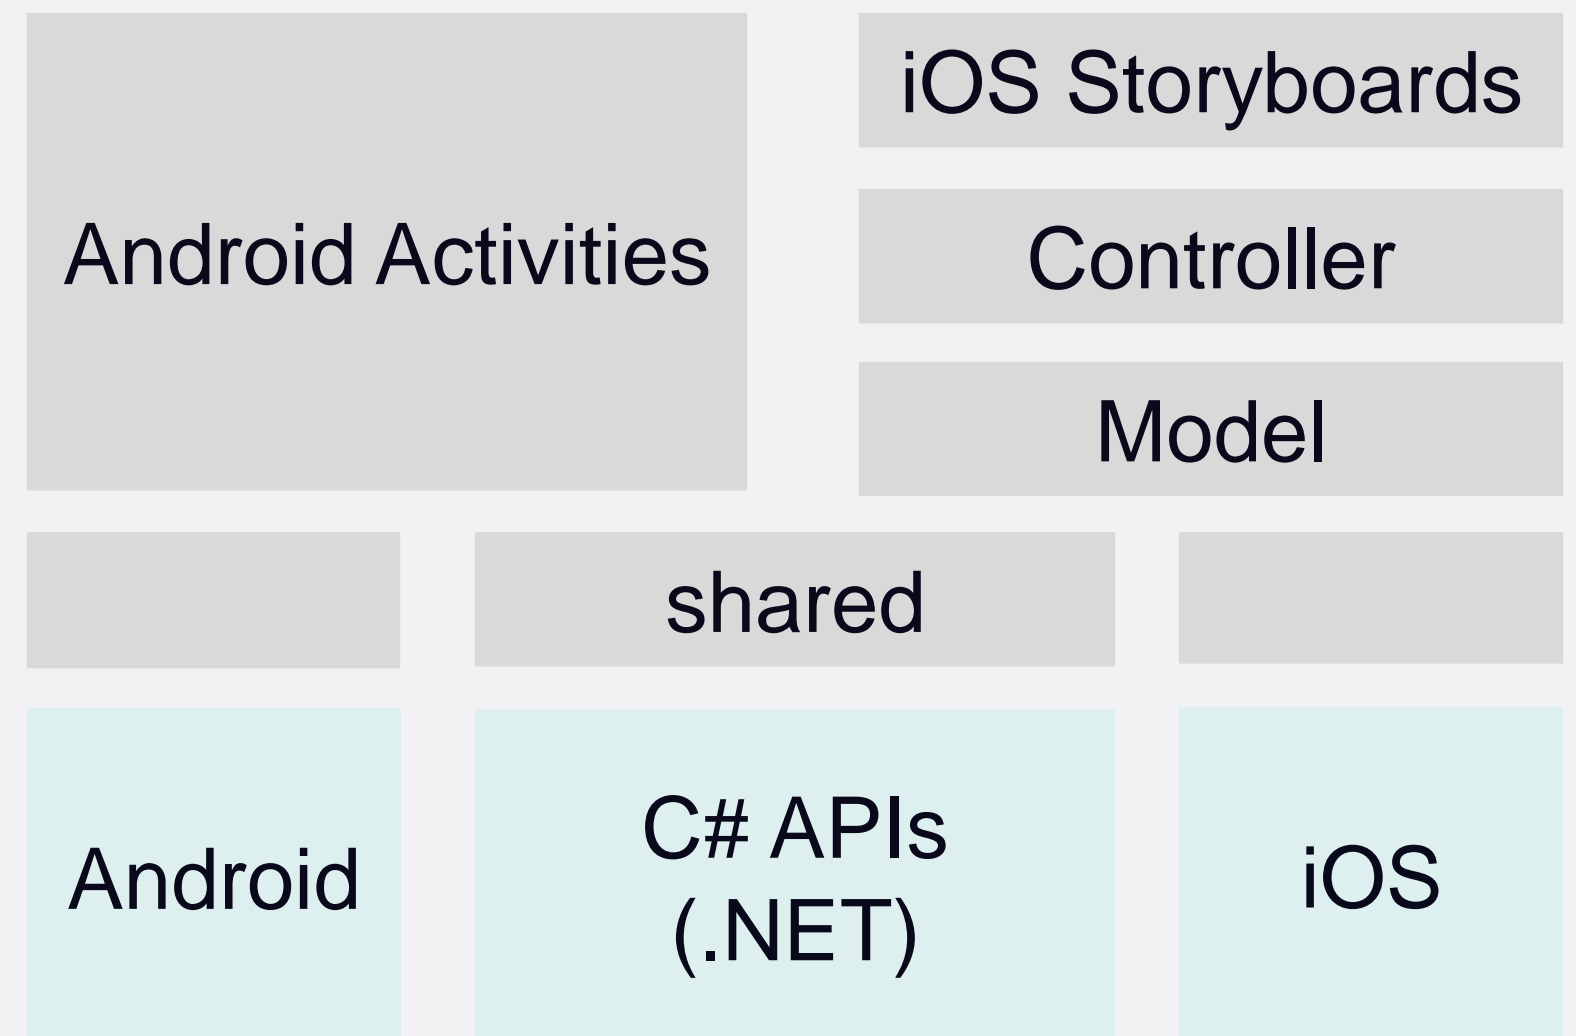 Android Activities
iOS Storyboards
Controller
Model
shared
Android
C# APIs
(.NET)
iOS